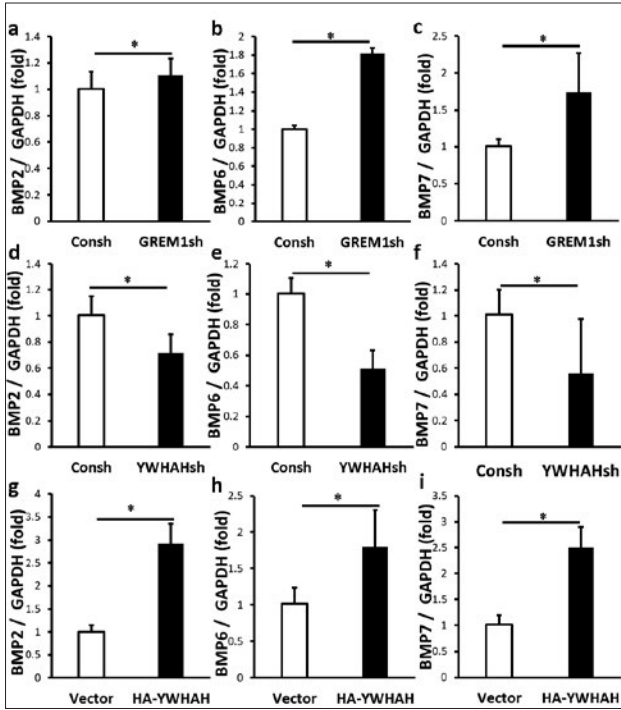 a
*
BMP2 / GAPDH (fold)
1.4
1.2
1
0.8
0.6
0.4
0.2
0
Consh GREM1sh
b
*
BMP6 / GAPDH (fold)
2
1.8
1.6
1.4
1.2
1
0.8
0.6
0.4
0.2
0
Consh GREM1sh
c
*
BMP7 / GAPDH (fold)
2.5
2
1.5
1
0.5
0
Consh GREM1sh
d
*
BMP2 / GAPDH (fold)
1.4
1.2
1
0.8
0.6
0.4
0.2
0
Consh YWHAHsh
e
*
BMP6 / GAPDH (fold)
1.2
1
0.8
0.6
0.4
0.2
0
Consh YWHAHsh
f
*
BMP7 / GAPDH (fold)
1.4
1.2
1
0.8
0.6
0.4
0.2
0
Consh YWHAHsh
g
*
BMP2 / GAPDH (fold)
4
3.5
3
2.5
2
1.5
1
0.5
0
Vector HA-YWHAH
h
*
BMP6 / GAPDH (fold)
2.5
2
1.5
1
0.5
0
Vector HA-YWHAH
i
*
BMP7 / GAPDH (fold)
3.5
3
2.5
2
1.5
1
0.5
0
Vector HA-YWHAH